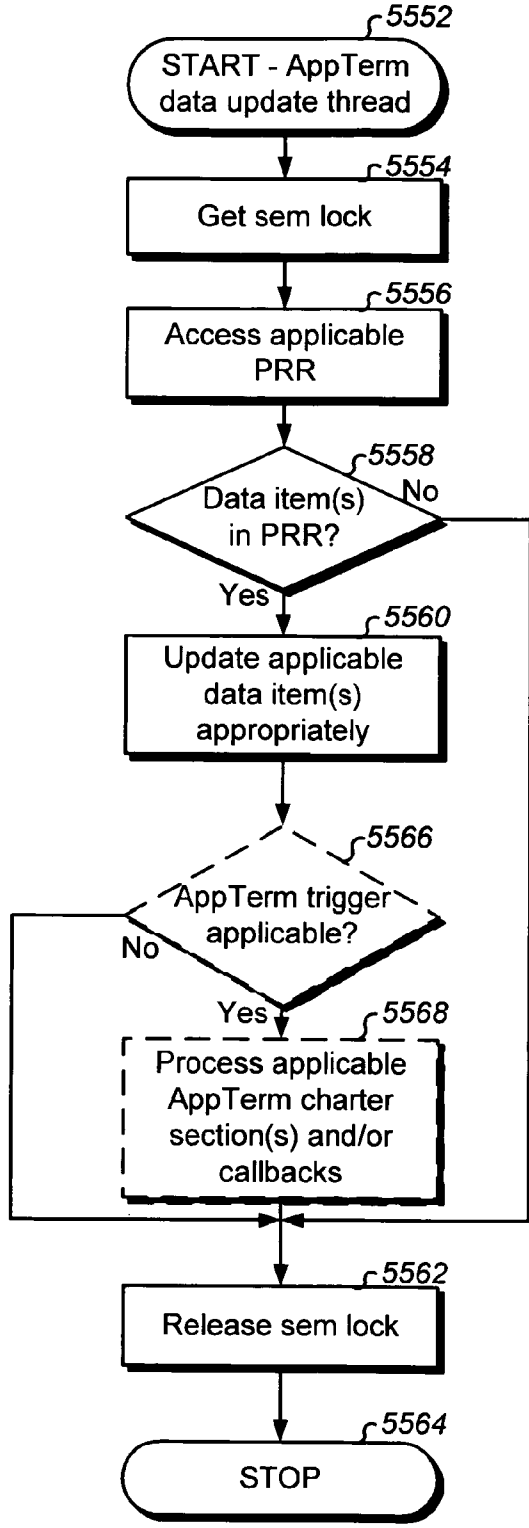 5552
START - AppTerm
data update thread
5554
Get sem lock
5556
Access applicable
PRR
5558
Data item(s)
in PRR?
No
Yes
5560
Update applicable
data item(s)
appropriately
5566
AppTerm trigger
applicable?
No
Yes
5568
Process applicable
AppTerm charter
section(s) and/or
callbacks
5562
Release sem lock
5564
STOP